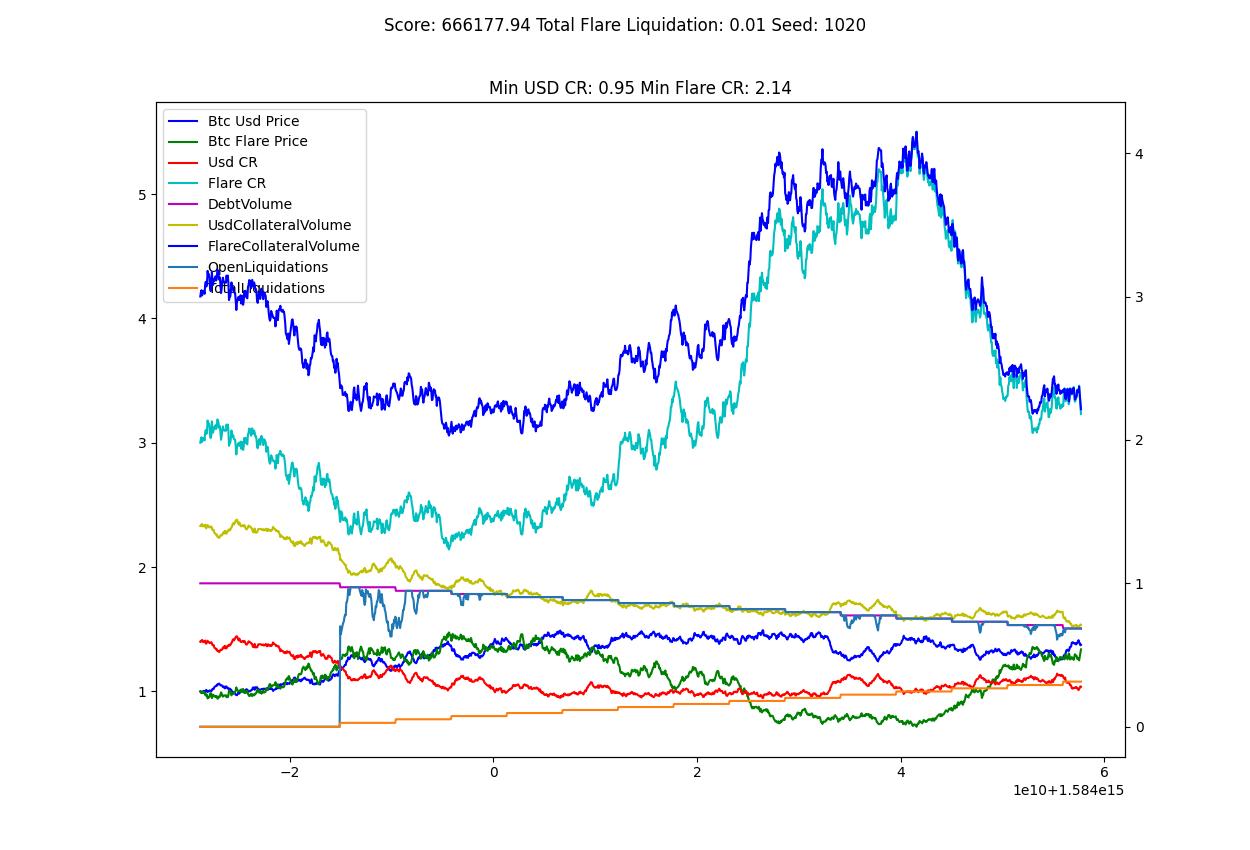 Score: 666177.94 Total Flare Liquidation: 0.01 Seed: 1020
Min USD CR: 0.95 Min Flare CR: 2.14
Btc Usd Price
Btc Flare Price
Usd CR
Flare CR
DebtVolume
UsdCollateralVolume
FlareCollateralVolume
OpenLiquidations
TotalLiquidations
5
4
3
2
1
4
3
2
1
0
−2
0
2
4
6
1e10+1.584e15